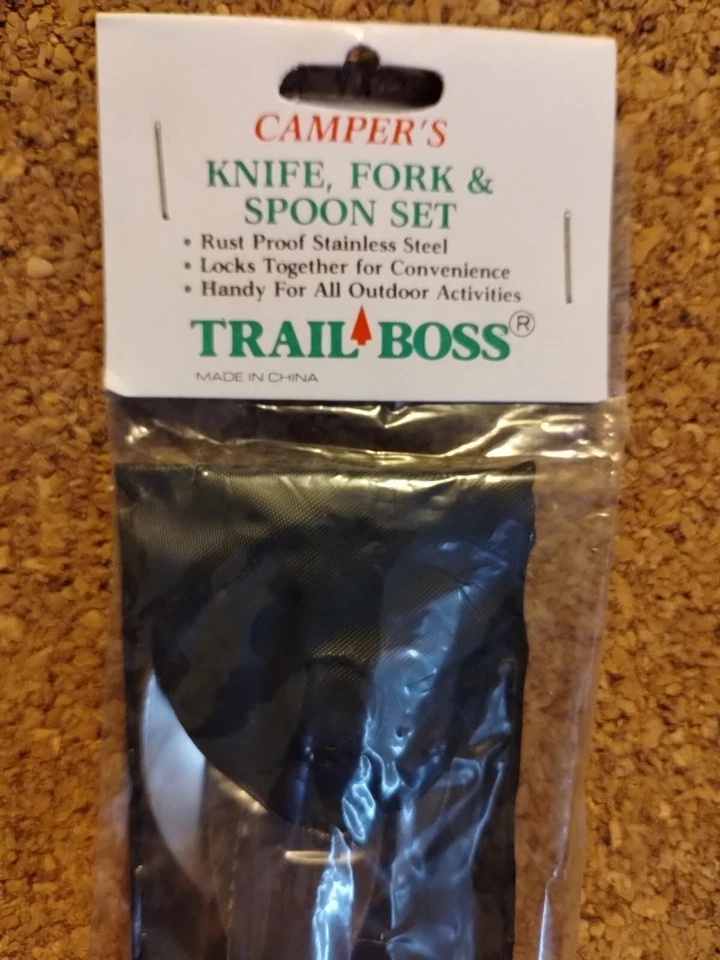 CAMPER'S
KNIFE, FORK &
SPOON SET
• Rust Proof Stainless Steel
• Locks Together for Convenience
• Handy For All Outdoor Activities
TRAIL BOSS®
MADE IN CHINA